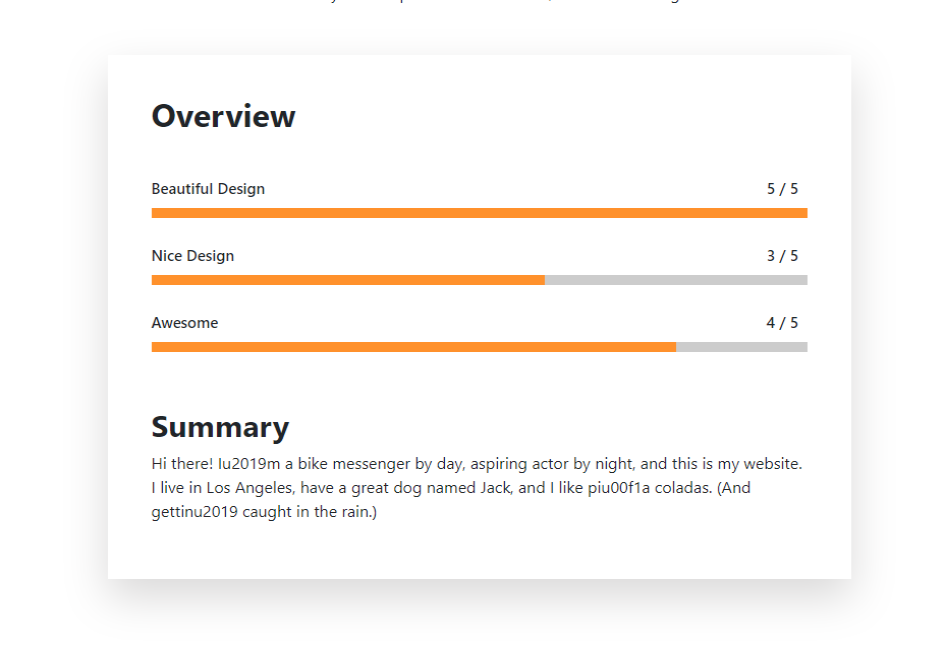 Overview
Beautiful Design 5 / 5
Nice Design 3 / 5
Awesome 4 / 5
Summary
Hi there! Iu2019m a bike messenger by day, aspiring actor by night, and this is my website.
I live in Los Angeles, have a great dog named Jack, and I like piu00f1a coladas. (And
gettinu2019 caught in the rain.)